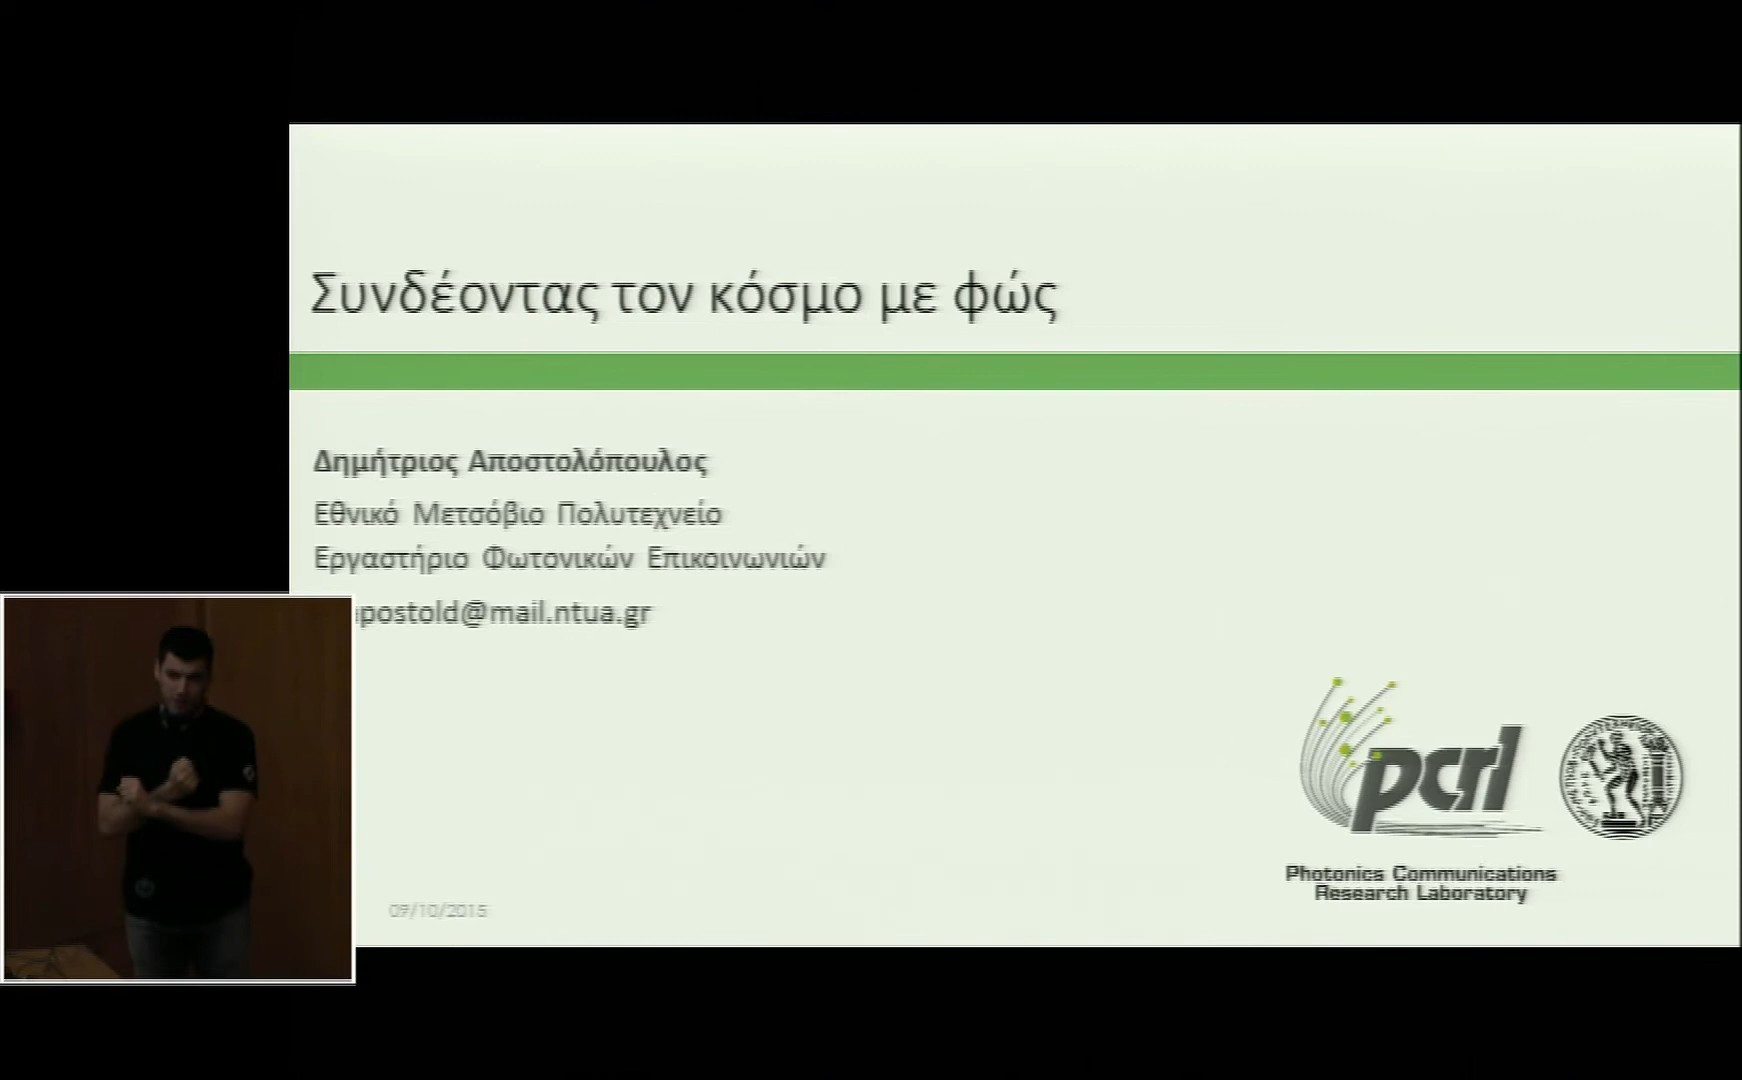 Συνδέοντας τον κόσμο με φώς
Δημήτριος Αποστολόπουλος
Εθνικό Μετσόβιο Πολυτεχνείο
Εργαστήριο Φωτονικών Επικοινωνιών
apostold@mail.ntua.gr
pcrl
Photonics Communications
Research Laboratory
09/10/2015